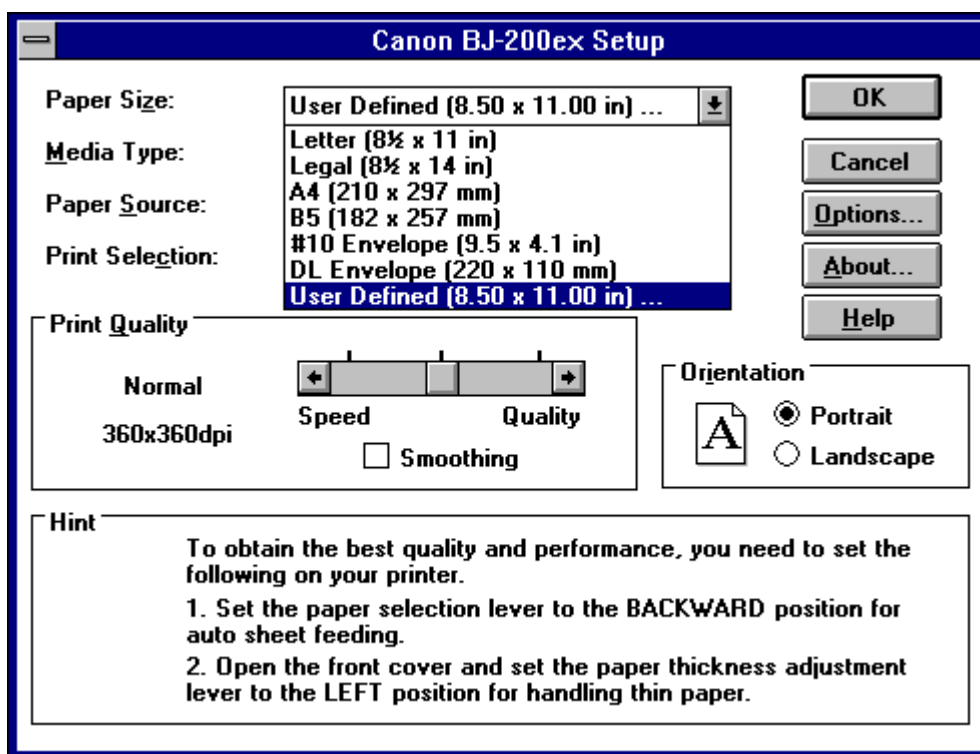 Canon BJ-200ex Setup
Paper Size:
User Defined (8.50 x 11.00 in) ...
OK
Letter (8½ x 11 in)
Media Type:
Legal (8½ x 14 in)
Cancel
A4 (210 x 297 mm)
Paper Source:
B5 (182 x 257 mm)
Options...
#10 Envelope (9.5 x 4.1 in)
Print Selection:
DL Envelope (220 x 110 mm)
About...
User Defined (8.50 x 11.00 in) ...
Help
Print Quality
Normal
360x360dpi
Speed
Quality
Smoothing
Orientation
A
Portrait
Landscape
Hint
To obtain the best quality and performance, you need to set the
following on your printer.
1. Set the paper selection lever to the BACKWARD position for
auto sheet feeding.
2. Open the front cover and set the paper thickness adjustment
lever to the LEFT position for handling thin paper.